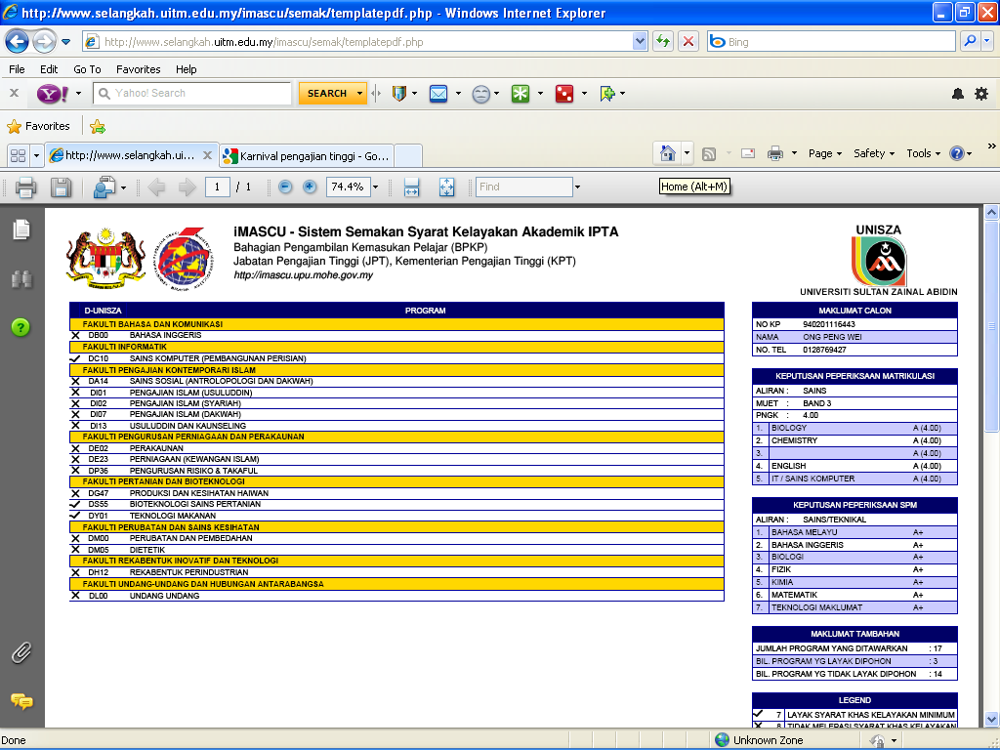 http://www.selangkah.uitm.edu.my/imascu/semak/templatepdf.php - Windows Internet Explorer
http://www.selangkah.uitm.edu.my/imascu/semak/templatepdf.php
Bing
File Edit Go To Favorites Help
Yahoo! Search
SEARCH
Favorites
http://www.selangkah.ui...
Karnival pengajian tinggi - Go...
Page Safety Tools
1 / 1
74.4%
Find
Home (Alt+M)
iMASCU - Sistem Semakan Syarat Kelayakan Akademik IPTA
Bahagian Pengambilan Kemasukan Pelajar (BPKP)
Jabatan Pengajian Tinggi (JPT), Kementerian Pengajian Tinggi (KPT)
http://imascu.upu.mohe.gov.my
UNISZA
UNIVERSITI SULTAN ZAINAL ABIDIN
D-UNISZA PROGRAM
FAKULTI BAHASA DAN KOMUNIKASI
DB00 BAHASA INGGERIS
FAKULTI INFORMATIK
DC10 SAINS KOMPUTER (PEMBANGUNAN PERISIAN)
FAKULTI PENGAJIAN KONTEMPORARI ISLAM
DA14 SAINS SOSIAL (ANTROLOPOLOGI DAN DAKWAH)
DI01 PENGAJIAN ISLAM (USULUDDIN)
DI02 PENGAJIAN ISLAM (SYARIAH)
DI07 PENGAJIAN ISLAM (DAKWAH)
DI13 USULUDDIN DAN KAUNSELING
FAKULTI PENGURUSAN PERNIAGAAN DAN PERAKAUNAN
DE02 PERAKAUNAN
DE23 PERNIAGAAN (KEWANGAN ISLAM)
DP36 PENGURUSAN RISIKO & TAKAFUL
FAKULTI PERTANIAN DAN BIOTEKNOLOGI
DG47 PRODUKSI DAN KESIHATAN HAIWAN
DS55 BIOTEKNOLOGI SAINS PERTANIAN
DY01 TEKNOLOGI MAKANAN
FAKULTI PERUBATAN DAN SAINS KESIHATAN
DM00 PERUBATAN DAN PEMBEDAHAN
DM05 DIETETIK
FAKULTI REKABENTUK INOVATIF DAN TEKNOLOGI
DH12 REKABENTUK PERINDUSTRIAN
FAKULTI UNDANG-UNDANG DAN HUBUNGAN ANTARABANGSA
DL00 UNDANG UNDANG
MAKLUMAT CALON
NO KP 940201116443
NAMA ONG PENG WEI
NO. TEL 0128769427
KEPUTUSAN PEPERIKSAAN MATRIKULASI
ALIRAN : SAINS
MUET : BAND 3
PNGK : 4.00
1. BIOLOGY A (4.00)
2. CHEMISTRY A (4.00)
3. A (4.00)
4. ENGLISH A (4.00)
5. IT / SAINS KOMPUTER A (4.00)
KEPUTUSAN PEPERIKSAAN SPM
ALIRAN : SAINS/TEKNIKAL
1. BAHASA MELAYU A+
2. BAHASA INGGERIS A+
3. BIOLOGI A+
4. FIZIK A+
5. KIMIA A+
6. MATEMATIK A+
7. TEKNOLOGI MAKLUMAT A+
MAKLUMAT TAMBAHAN
JUMLAH PROGRAM YANG DITAWARKAN : 17
BIL. PROGRAM YG LAYAK DIPOHON : 3
BIL. PROGRAM YG TIDAK LAYAK DIPOHON : 14
LEGEND
7 LAYAK SYARAT KHAS KELAYAKAN MINIMUM
TIDAK MELEPASI SYARAT KHAS KELAYAKAN
Done
Unknown Zone